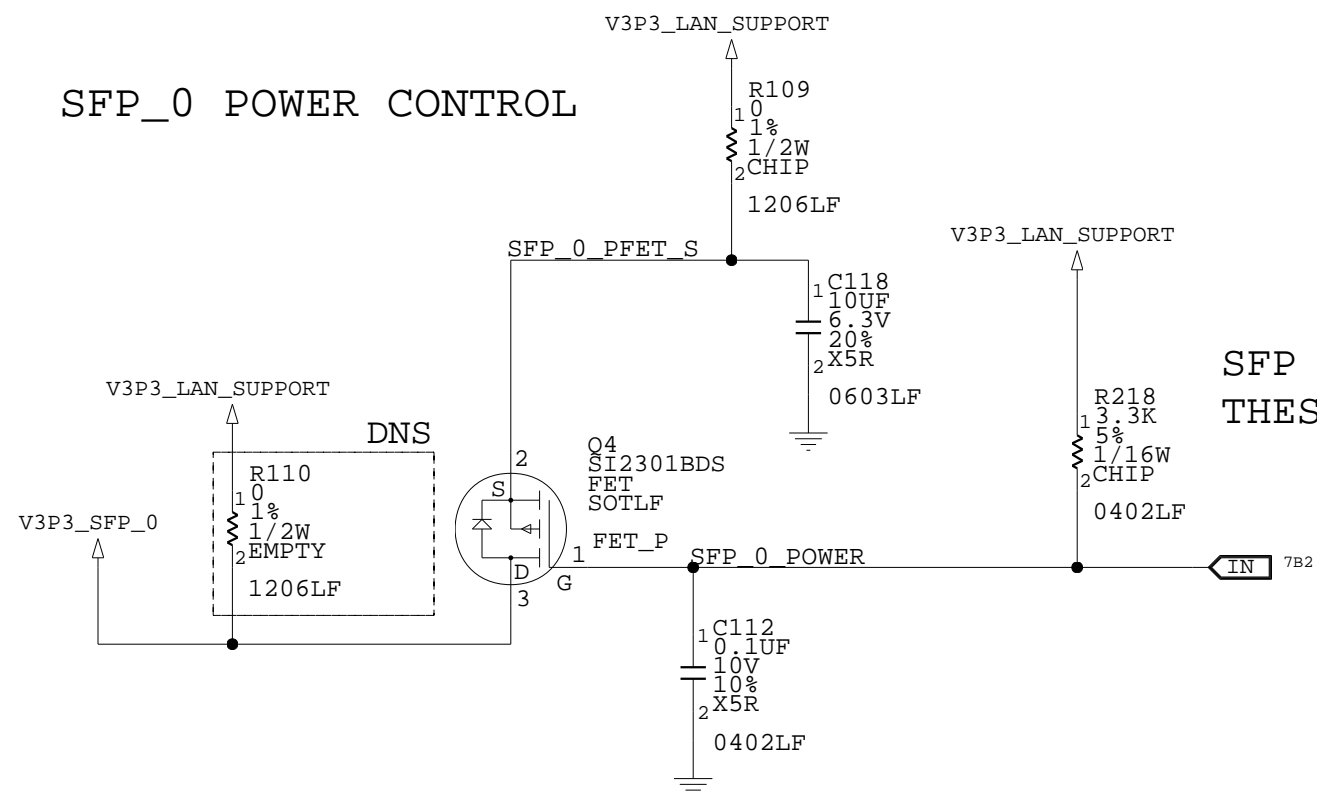 V3P3_LAN_SUPPORT
SFP_0 POWER CONTROL
R109
1 0
1%
1/2W
2 CHIP
1206LF
V3P3_LAN_SUPPORT
SFP_0_PFET_S
1 C118
10UF
6.3V
20%
2 X5R
0603LF
SFP
THES
V3P3_LAN_SUPPORT
DNS
R110
1 0
1%
1/2W
2 EMPTY
1206LF
V3P3_SFP_0
2
S
D
3
G
1
Q4
SI2301BDS
FET
SOTLF
FET_P
SFP_0_POWER
R218
1 3.3K
5%
1/16W
2 CHIP
0402LF
IN 7B2
1 C112
0.1UF
10V
10%
2 X5R
0402LF